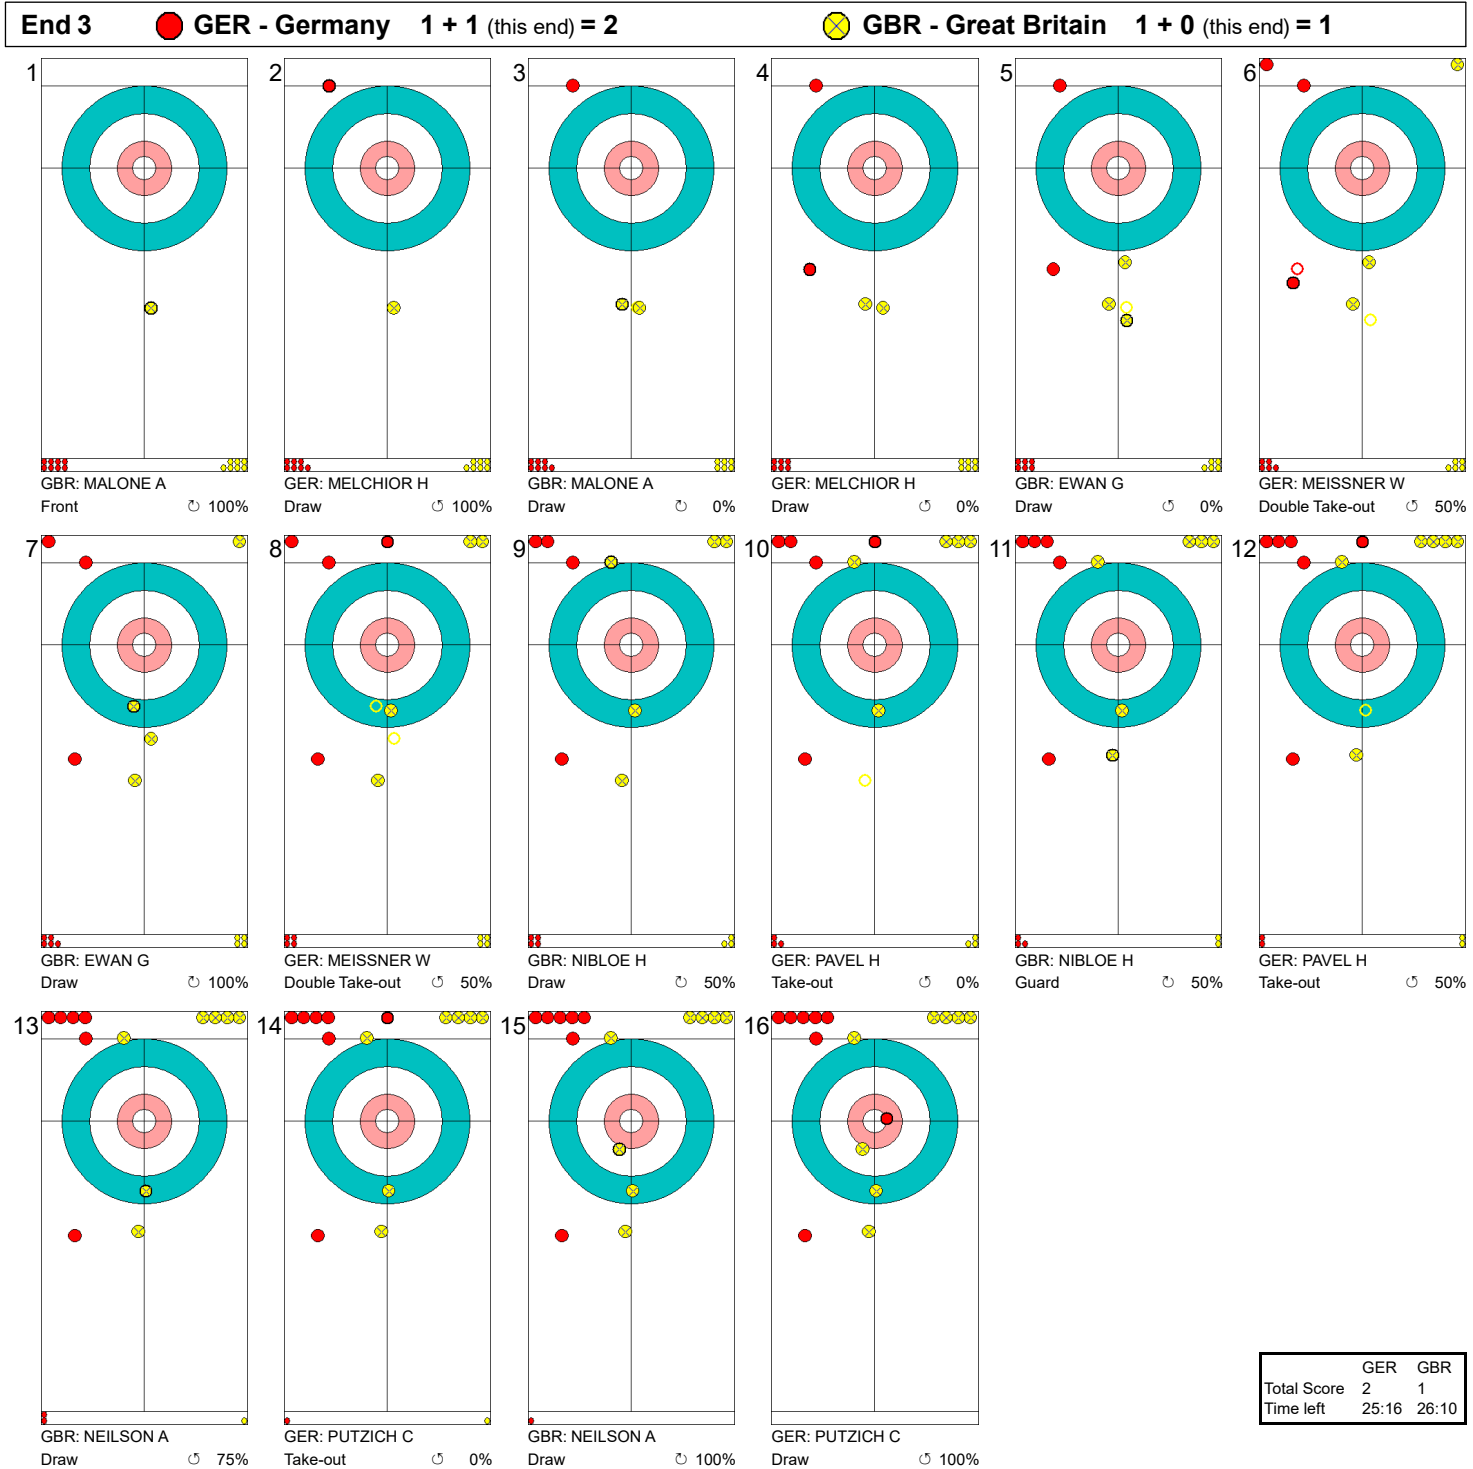 End 3 GER - Germany 1 + 1 (this end) = 2 GBR - Great Britain 1 + 0 (this end) = 1
1 2 3 4 5 6
GBR: MALONE A GER: MELCHIOR H GBR: MALONE A GER: MELCHIOR H GBR: EWAN G GER: MEISSNER W
Front ↻ 100% Draw ↺ 100% Draw ↻ 0% Draw ↺ 0% Draw ↺ 0% Double Take-out ↺ 50%
7 8 9 10 11 12
GBR: EWAN G GER: MEISSNER W GBR: NIBLOE H GER: PAVEL H GBR: NIBLOE H GER: PAVEL H
Draw ↻ 100% Double Take-out ↺ 50% Draw ↻ 50% Take-out ↺ 0% Guard ↻ 50% Take-out ↺ 50%
13 14 15 16
GBR: NEILSON A GER: PUTZICH C GBR: NEILSON A GER: PUTZICH C
Draw ↺ 75% Take-out ↺ 0% Draw ↻ 100% Draw ↺ 100%
GER GBR
Total Score 2 1
Time left 25:16 26:10